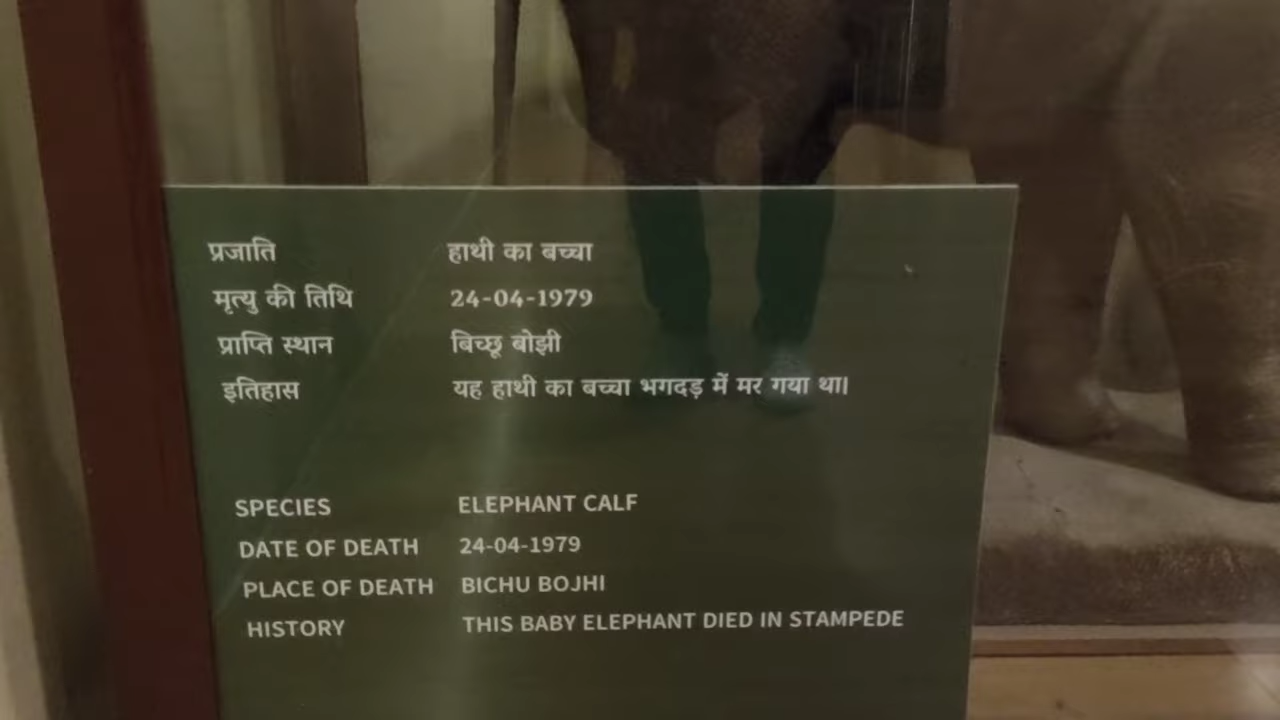 प्रजाति हाथी का बच्चा
मृत्यु की तिथि 24-04-1979
प्राप्ति स्थान बिच्छू बोझी
इतिहास यह हाथी का बच्चा भगदड़ में मर गया था।
SPECIES ELEPHANT CALF
DATE OF DEATH 24-04-1979
PLACE OF DEATH BICHU BOJHI
HISTORY THIS BABY ELEPHANT DIED IN STAMPEDE